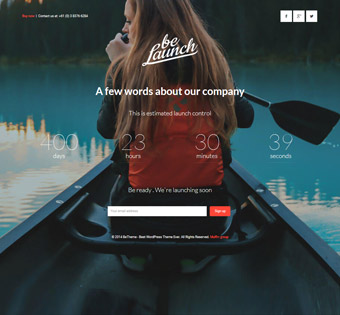 Buy now | Contact us at: +61 (0) 3 8376 6284
be
Launch
A few words about our company
This is estimated launch control
400 23 30 39
days hours minutes seconds
Be ready. We're launching soon
Your email address
Sign up
© 2014 BeTheme - Best WordPress Theme Ever. All Rights Reserved. Muffin group